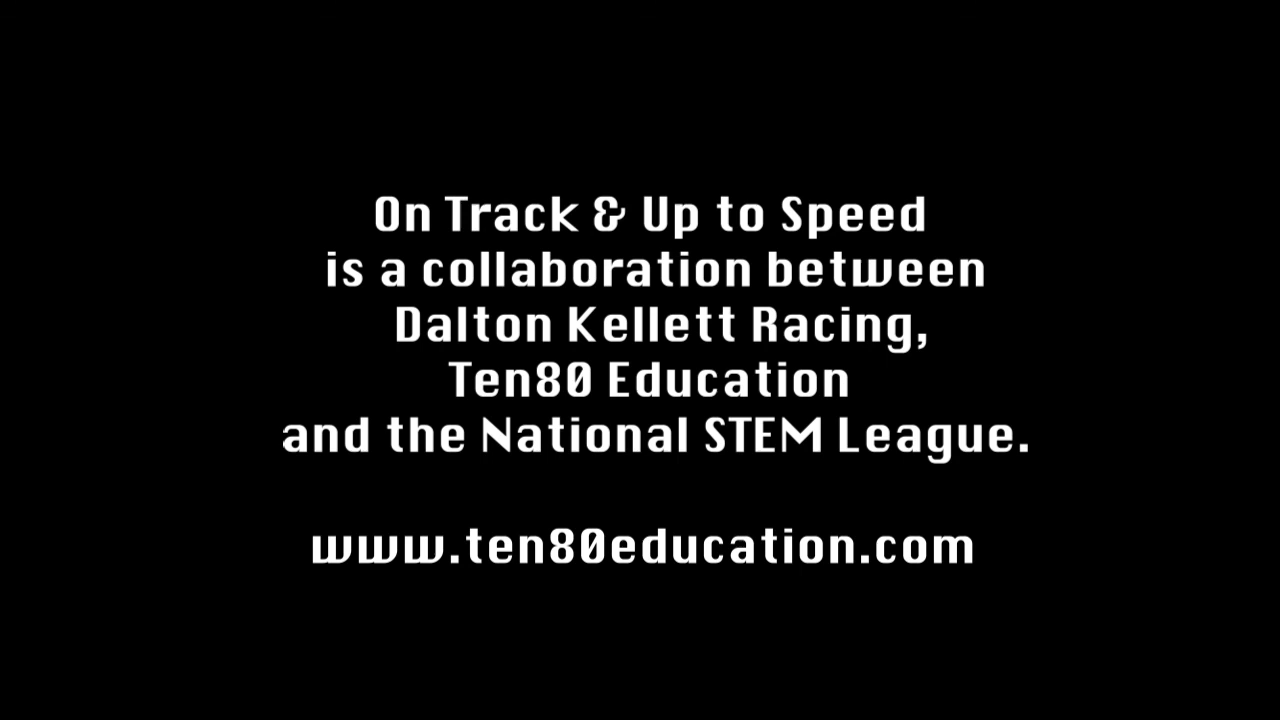 On Track & Up to Speed
is a collaboration between
Dalton Kellett Racing,
Ten80 Education
and the National STEM League.
www.ten80education.com